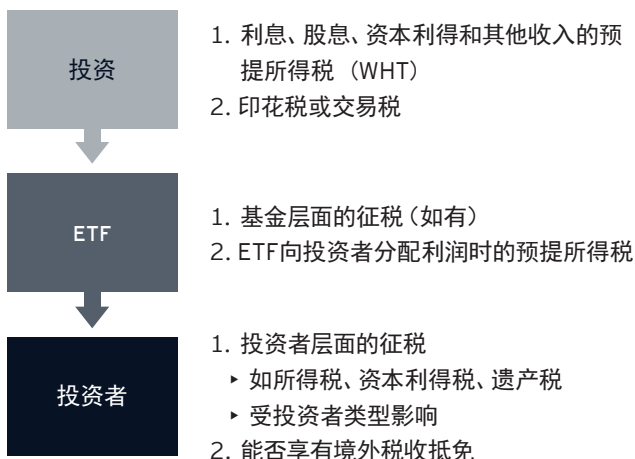 投资
1. 利息、股息、资本利得和其他收入的预
提所得税 (WHT)
2. 印花税或交易税
ETF
1. 基金层面的征税（如有）
2. ETF向投资者分配利润时的预提所得税
投资者
1. 投资者层面的征税
‣ 如所得税、资本利得税、遗产税
‣ 受投资者类型影响
2. 能否享有境外税收抵免